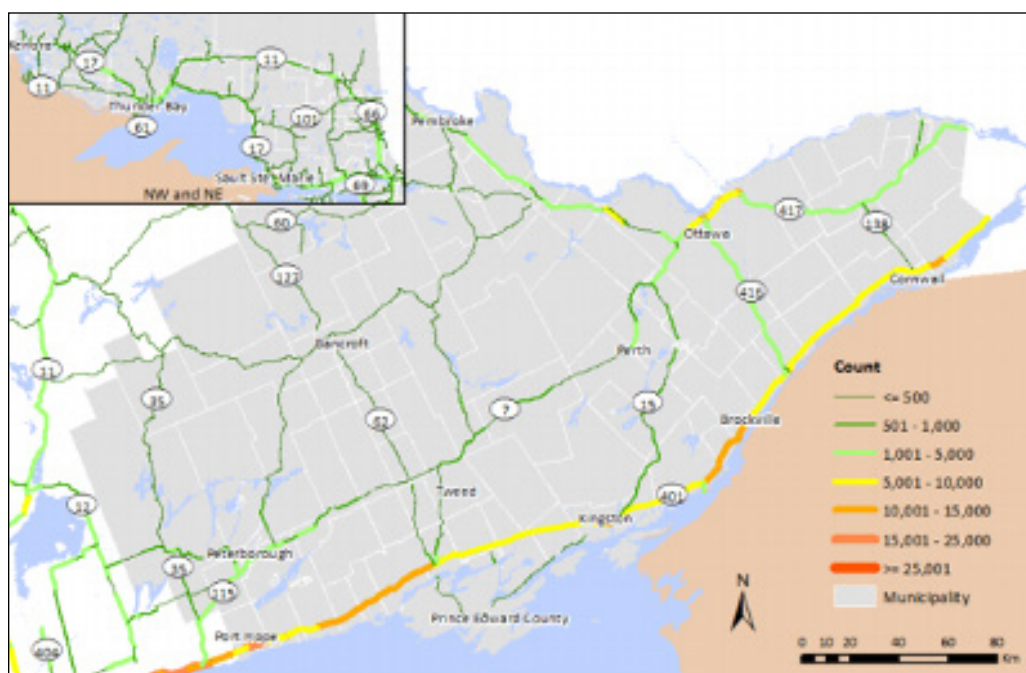 Kenora
17
11
11
Thunder Bay
61
101
66
17
Sault Ste. Marie
69
NW and NE
Pembroke
60
417
138
Ottawa
Cornwall
416
Bancroft
Perth
11
35
62
7
15
Brockville
Tweed
401
Kingston
12
Peterborough
35
115
Prince Edward County
Port Hope
404
Count
<= 500
501 - 1,000
1,001 - 5,000
5,001 - 10,000
10,001 - 15,000
15,001 - 25,000
>= 25,001
Municipality
N
0 10 20 40 60 80
Km